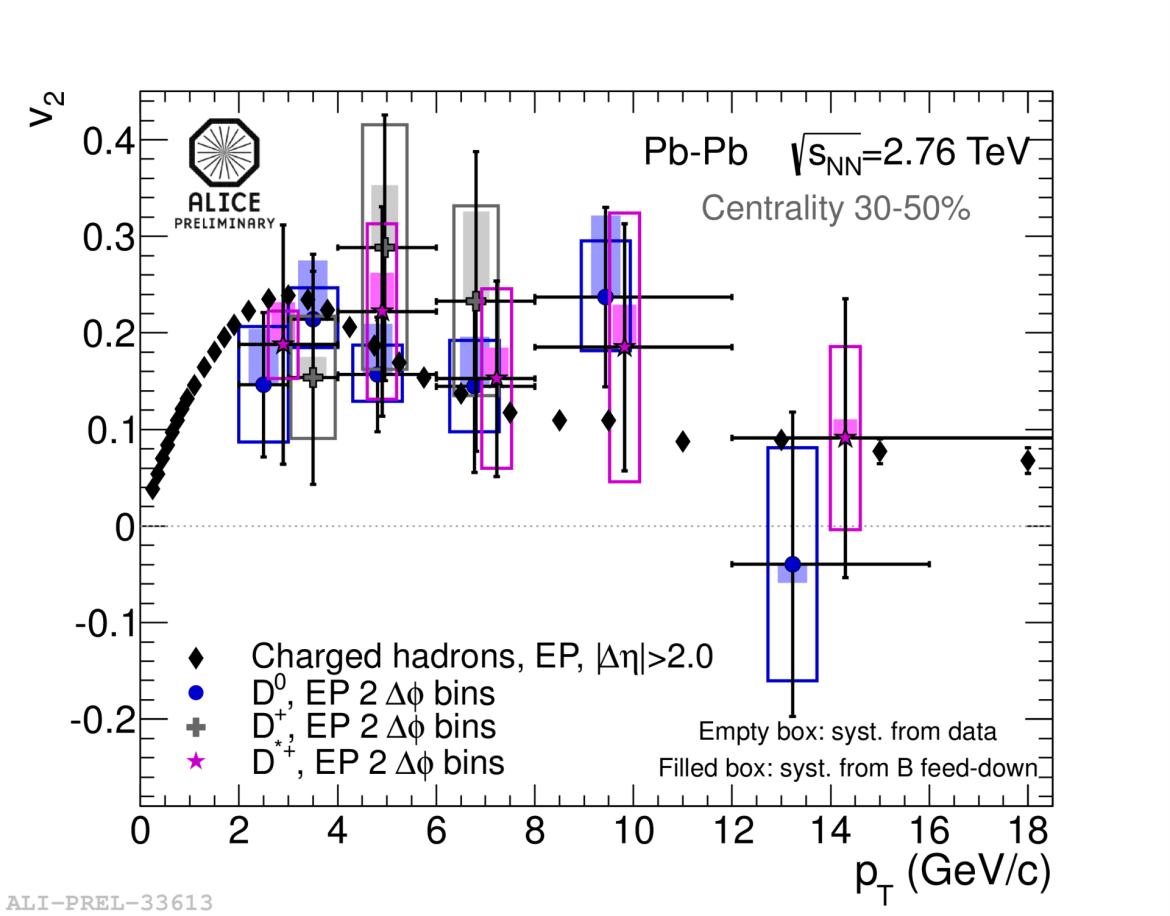 v2
0.4
0.3
0.2
0.1
0
-0.1
-0.2
ALICE
PRELIMINARY
Pb-Pb √sNN=2.76 TeV
Centrality 30-50%
Charged hadrons, EP, |Δη|>2.0
D0, EP 2 Δϕ bins
D+, EP 2 Δϕ bins
D*+, EP 2 Δϕ bins
Empty box: syst. from data
Filled box: syst. from B feed-down
0 2 4 6 8 10 12 14 16 18
pT (GeV/c)
ALI-PREL-33613